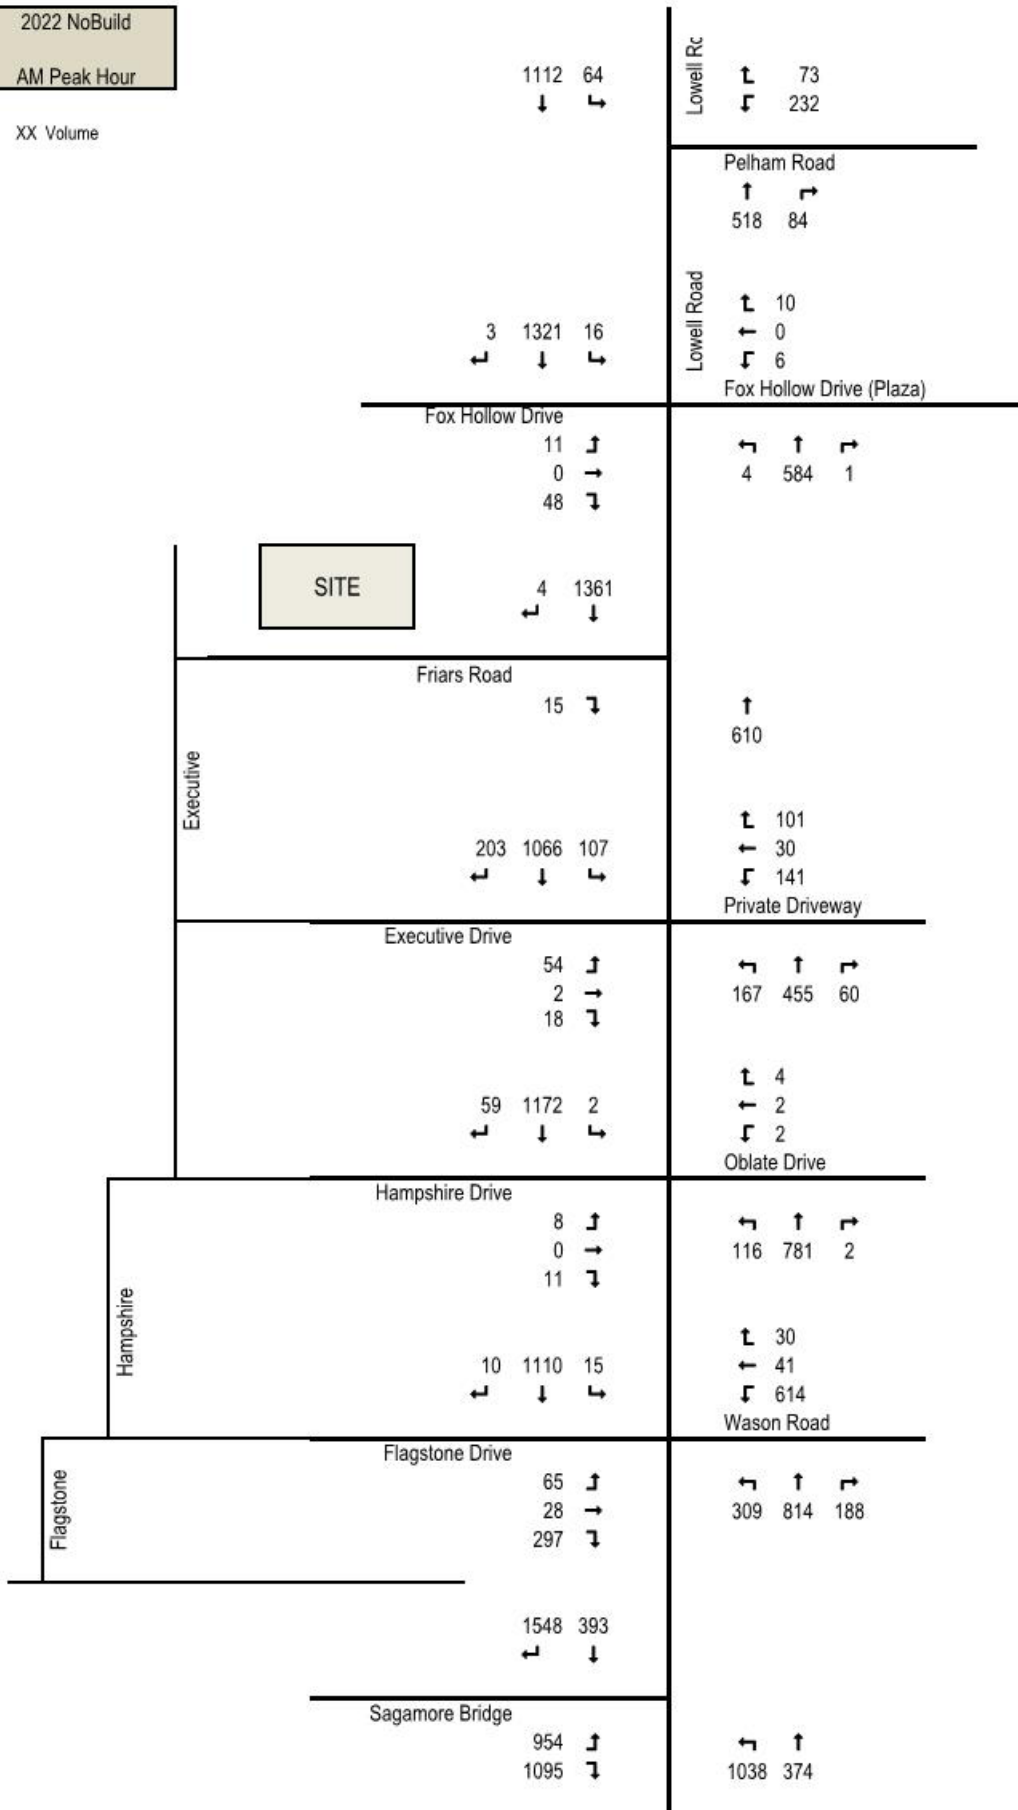 2022 NoBuild
AM Peak Hour
XX Volume
1112 64
Lowell Rc
73
232
Pelham Road
518 84
Lowell Road
10
3 1321 16
0
6
Fox Hollow Drive (Plaza)
Fox Hollow Drive
11
0
48
4 584 1
SITE
4 1361
Friars Road
15
610
Executive
101
203 1066 107
30
141
Private Driveway
Executive Drive
54
2
18
167 455 60
4
59 1172 2
2
2
Oblate Drive
Hampshire Drive
8
0
11
116 781 2
Hampshire
30
10 1110 15
41
614
Wason Road
Flagstone Drive
65
28
297
309 814 188
Flagstone
1548 393
Sagamore Bridge
954
1095
1038 374